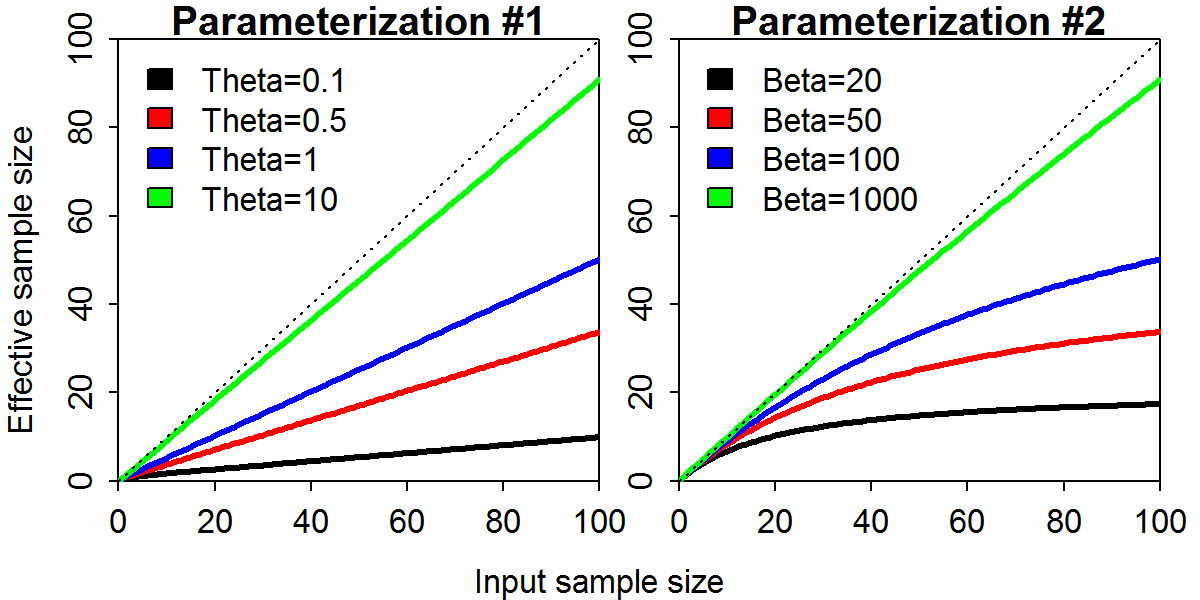 Parameterization #1
Parameterization #2
Effective sample size
100
80
60
40
20
0
Theta=0.1
Theta=0.5
Theta=1
Theta=10
0 20 40 60 80 100
100
80
60
40
20
0
Beta=20
Beta=50
Beta=100
Beta=1000
0 20 40 60 80 100
Input sample size